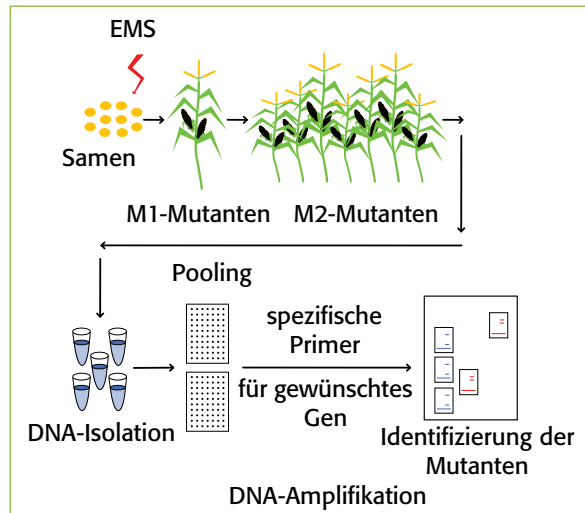 EMS
Samen
M1-Mutanten
M2-Mutanten
Pooling
DNA-Isolation
spezifische
Primer
für gewünschtes
Gen
Identifizierung der
Mutanten
DNA-Amplifikation